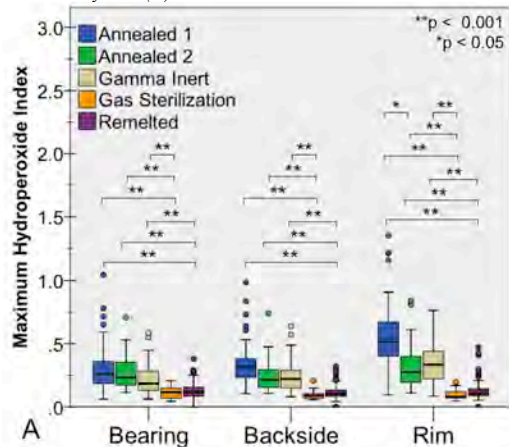 3.0
2.5
2.0
1.5
1.0
.5
0
Maximum Hydroperoxide Index
Annealed 1
Annealed 2
Gamma Inert
Gas Sterilization
Remelted
**p < 0.001
*p < 0.05
**
**
**
**
**
**
**
**
**
**
**
**
* **
**
**
**
**
**
A
Bearing Backside Rim